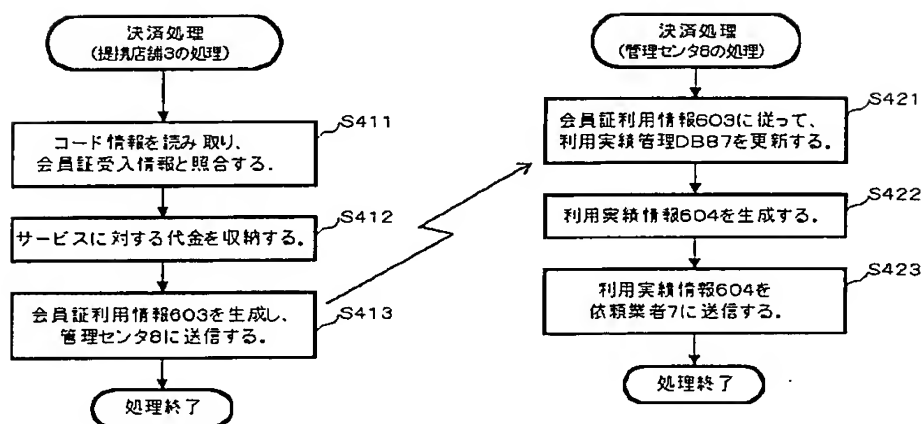 決済処理
(提携店舗3の処理)
S411
コード情報を読み取り、
会員証受入情報と照合する.
S412
サービスに対する代金を収納する。
S413
会員証利用情報603を生成し、
管理センタ8に送信する。
処理終了
決済処理
(管理センタ8の処理)
S421
会員証利用情報603に従って、
利用実績管理DB87を更新する。
S422
利用実績情報604を生成する。
S423
利用実績情報604を
依頼業者7に送信する。
処理終了